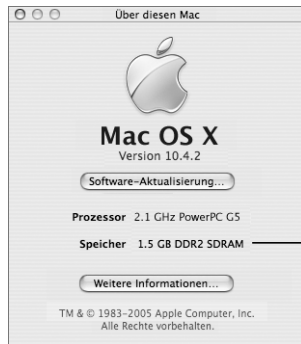 Über diesen Mac
Mac OS X
Version 10.4.2
Software-Aktualisierung...
Prozessor 2.1 GHz PowerPC G5
Speicher 1.5 GB DDR2 SDRAM
Weitere Informationen...
TM & © 1983–2005 Apple Computer, Inc.
Alle Rechte vorbehalten.